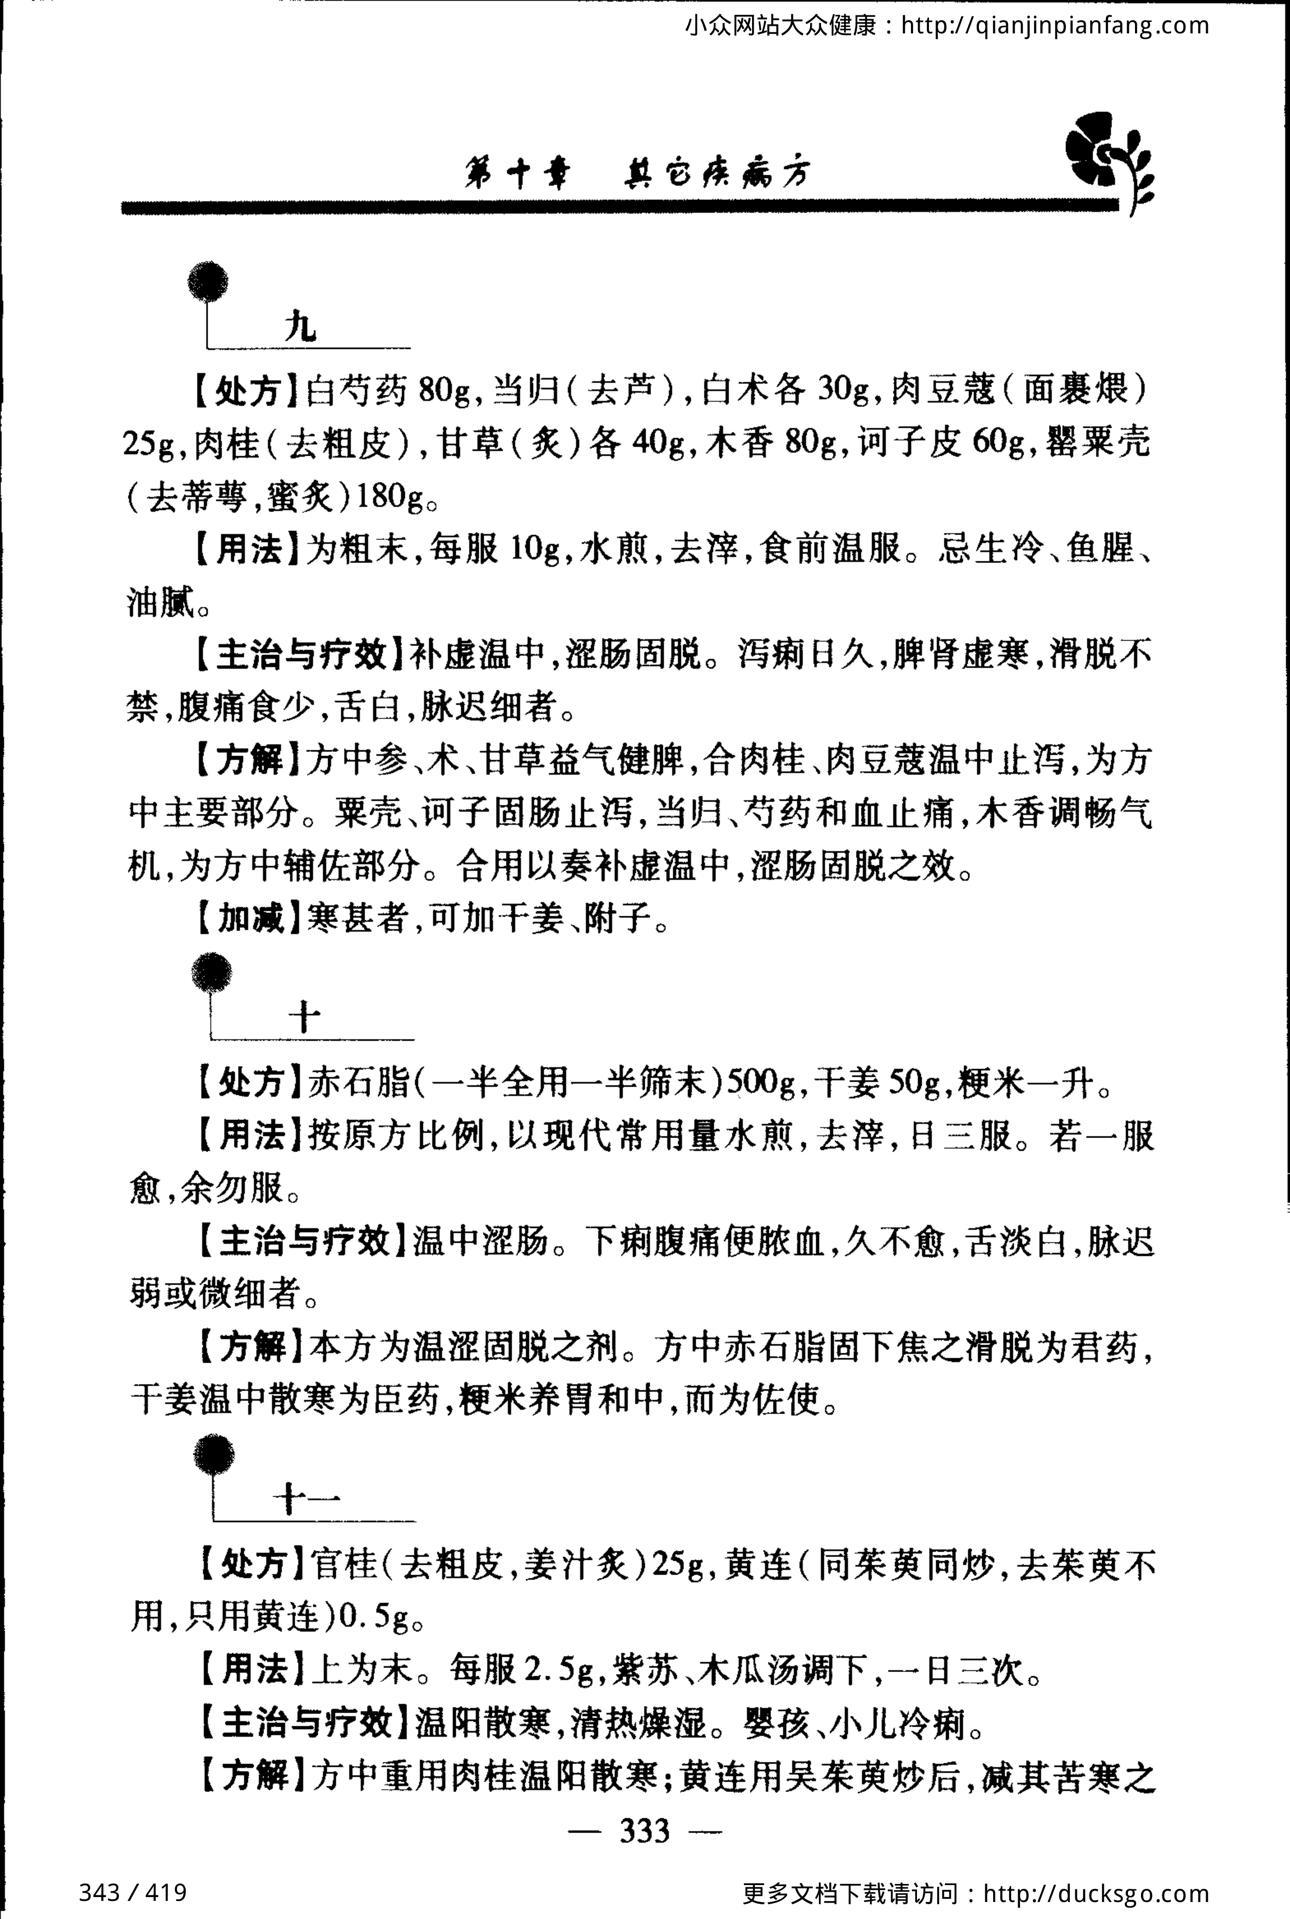 小众网站大众健康：http://qianjinpianfang.com
第十章 其它疾病方
九
【处方】白芍药80g,当归(去芦),白术各30g,肉豆蔻(面裹煨)
25g,肉桂(去粗皮),甘草(炙)各40g,木香80g,诃子皮60g,罂粟壳
(去蒂萼,蜜炙)180g。
【用法】为粗末,每服10g,水煎,去滓,食前温服。忌生冷、鱼腥、
油腻。
【主治与疗效】补虚温中,涩肠固脱。泻痢日久,脾肾虚寒,滑脱不
禁,腹痛食少,舌白,脉迟细者。
【方解】方中参、术、甘草益气健脾,合肉桂、肉豆蔻温中止泻,为方
中主要部分。粟壳、诃子固肠止泻,当归、芍药和血止痛,木香调畅气
机,为方中辅佐部分。合用以奏补虚温中,涩肠固脱之效。
【加减】寒甚者,可加干姜、附子。
十
【处方】赤石脂(一半全用一半筛末)500g,干姜50g,粳米一升。
【用法】按原方比例,以现代常用量水煎,去滓,日三服。若一服
愈,余勿服。
【主治与疗效】温中涩肠。下痢腹痛便脓血,久不愈,舌淡白,脉迟
弱或微细者。
【方解】本方为温涩固脱之剂。方中赤石脂固下焦之滑脱为君药,
干姜温中散寒为臣药,粳米养胃和中,而为佐使。
十一
【处方】官桂(去粗皮,姜汁炙)25g,黄连(同茱萸同炒,去茱萸不
用,只用黄连)0.5g。
【用法】上为末。每服2.5g,紫苏、木瓜汤调下,一日三次。
【主治与疗效】温阳散寒,清热燥湿。婴孩、小儿冷痢。
【方解】方中重用肉桂温阳散寒;黄连用吴茱萸炒后,减其苦寒之
— 333 —
343 / 419
更多文档下载请访问：http://ducksgo.com